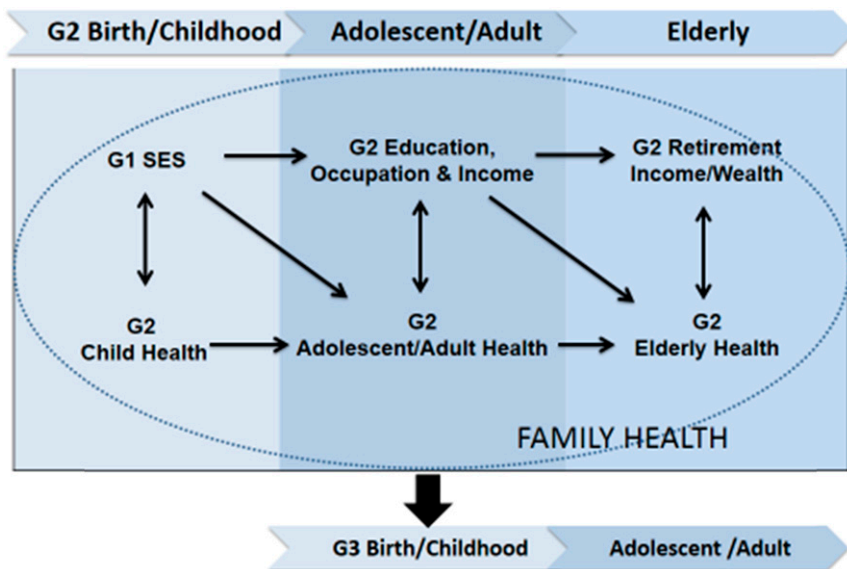 G2 Birth/Childhood
Adolescent/Adult
Elderly
G1 SES
G2 Education,
Occupation & Income
G2 Retirement
Income/Wealth
G2
Child Health
G2
Adolescent/Adult Health
G2
Elderly Health
FAMILY HEALTH
G3 Birth/Childhood
Adolescent /Adult